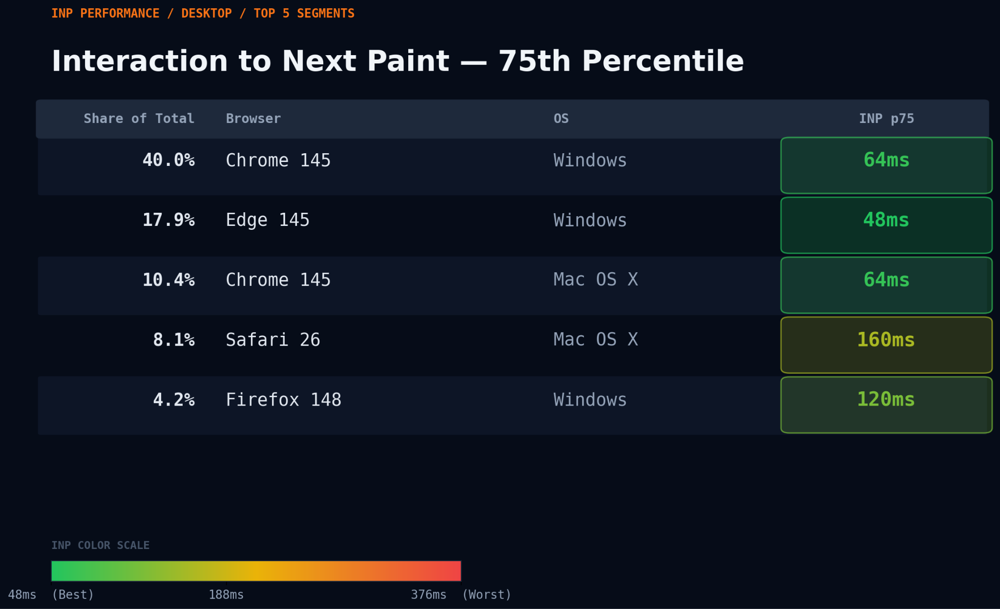 INP PERFORMANCE / DESKTOP / TOP 5 SEGMENTS
Interaction to Next Paint — 75th Percentile
Share of Total Browser OS INP p75
40.0% Chrome 145 Windows 64ms
17.9% Edge 145 Windows 48ms
10.4% Chrome 145 Mac OS X 64ms
8.1% Safari 26 Mac OS X 160ms
4.2% Firefox 148 Windows 120ms
INP COLOR SCALE
48ms (Best) 188ms 376ms (Worst)